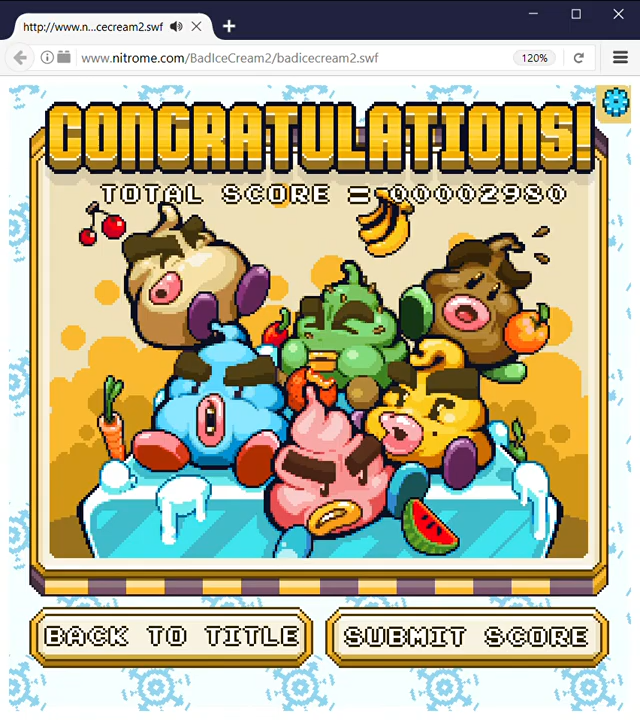 http://www.n...cecream2.swf
www.nitrome.com/BadIceCream2/badicecream2.swf
120%
CONGRATULATIONS!
TOTAL SCORE = 00002980
BACK TO TITLE
SUBMIT SCORE